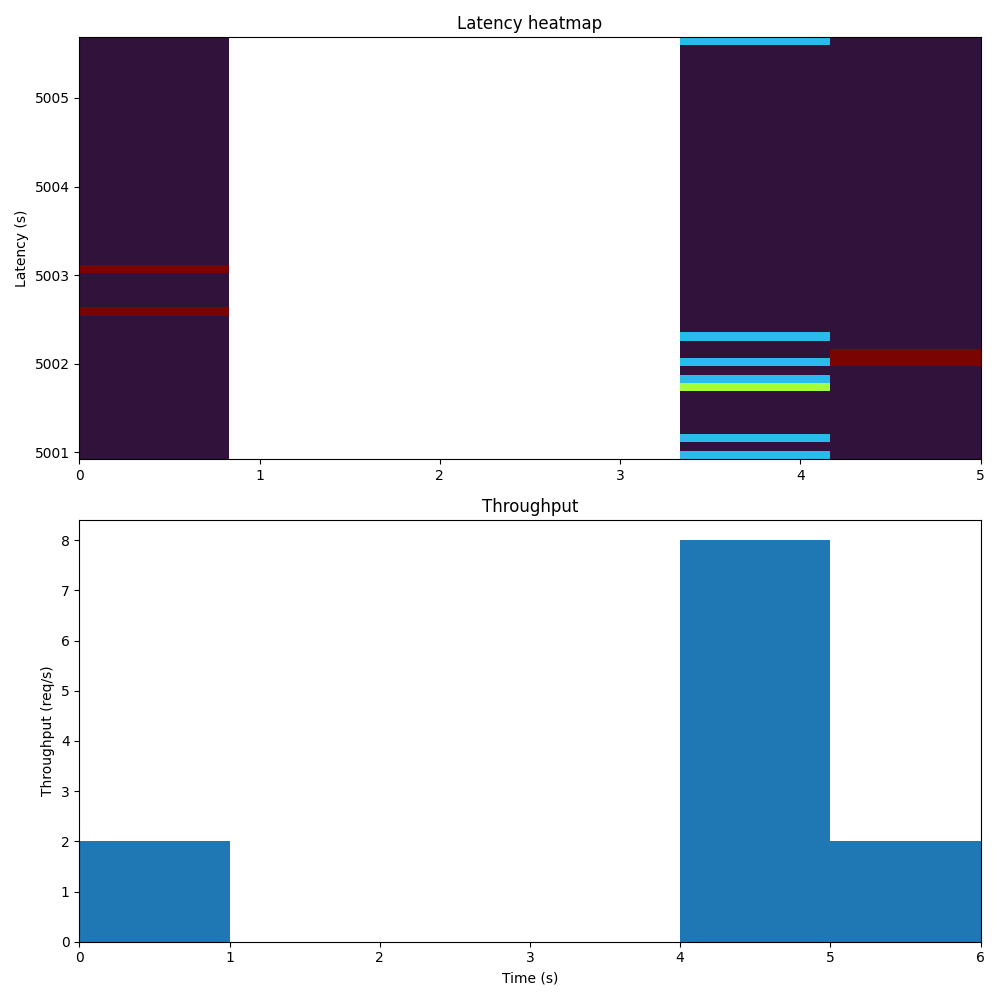 Latency heatmap
Latency (s)
5005
5004
5003
5002
5001
0 1 2 3 4 5
Throughput
Throughput (req/s)
8
7
6
5
4
3
2
1
0
0 1 2 3 4 5 6
Time (s)